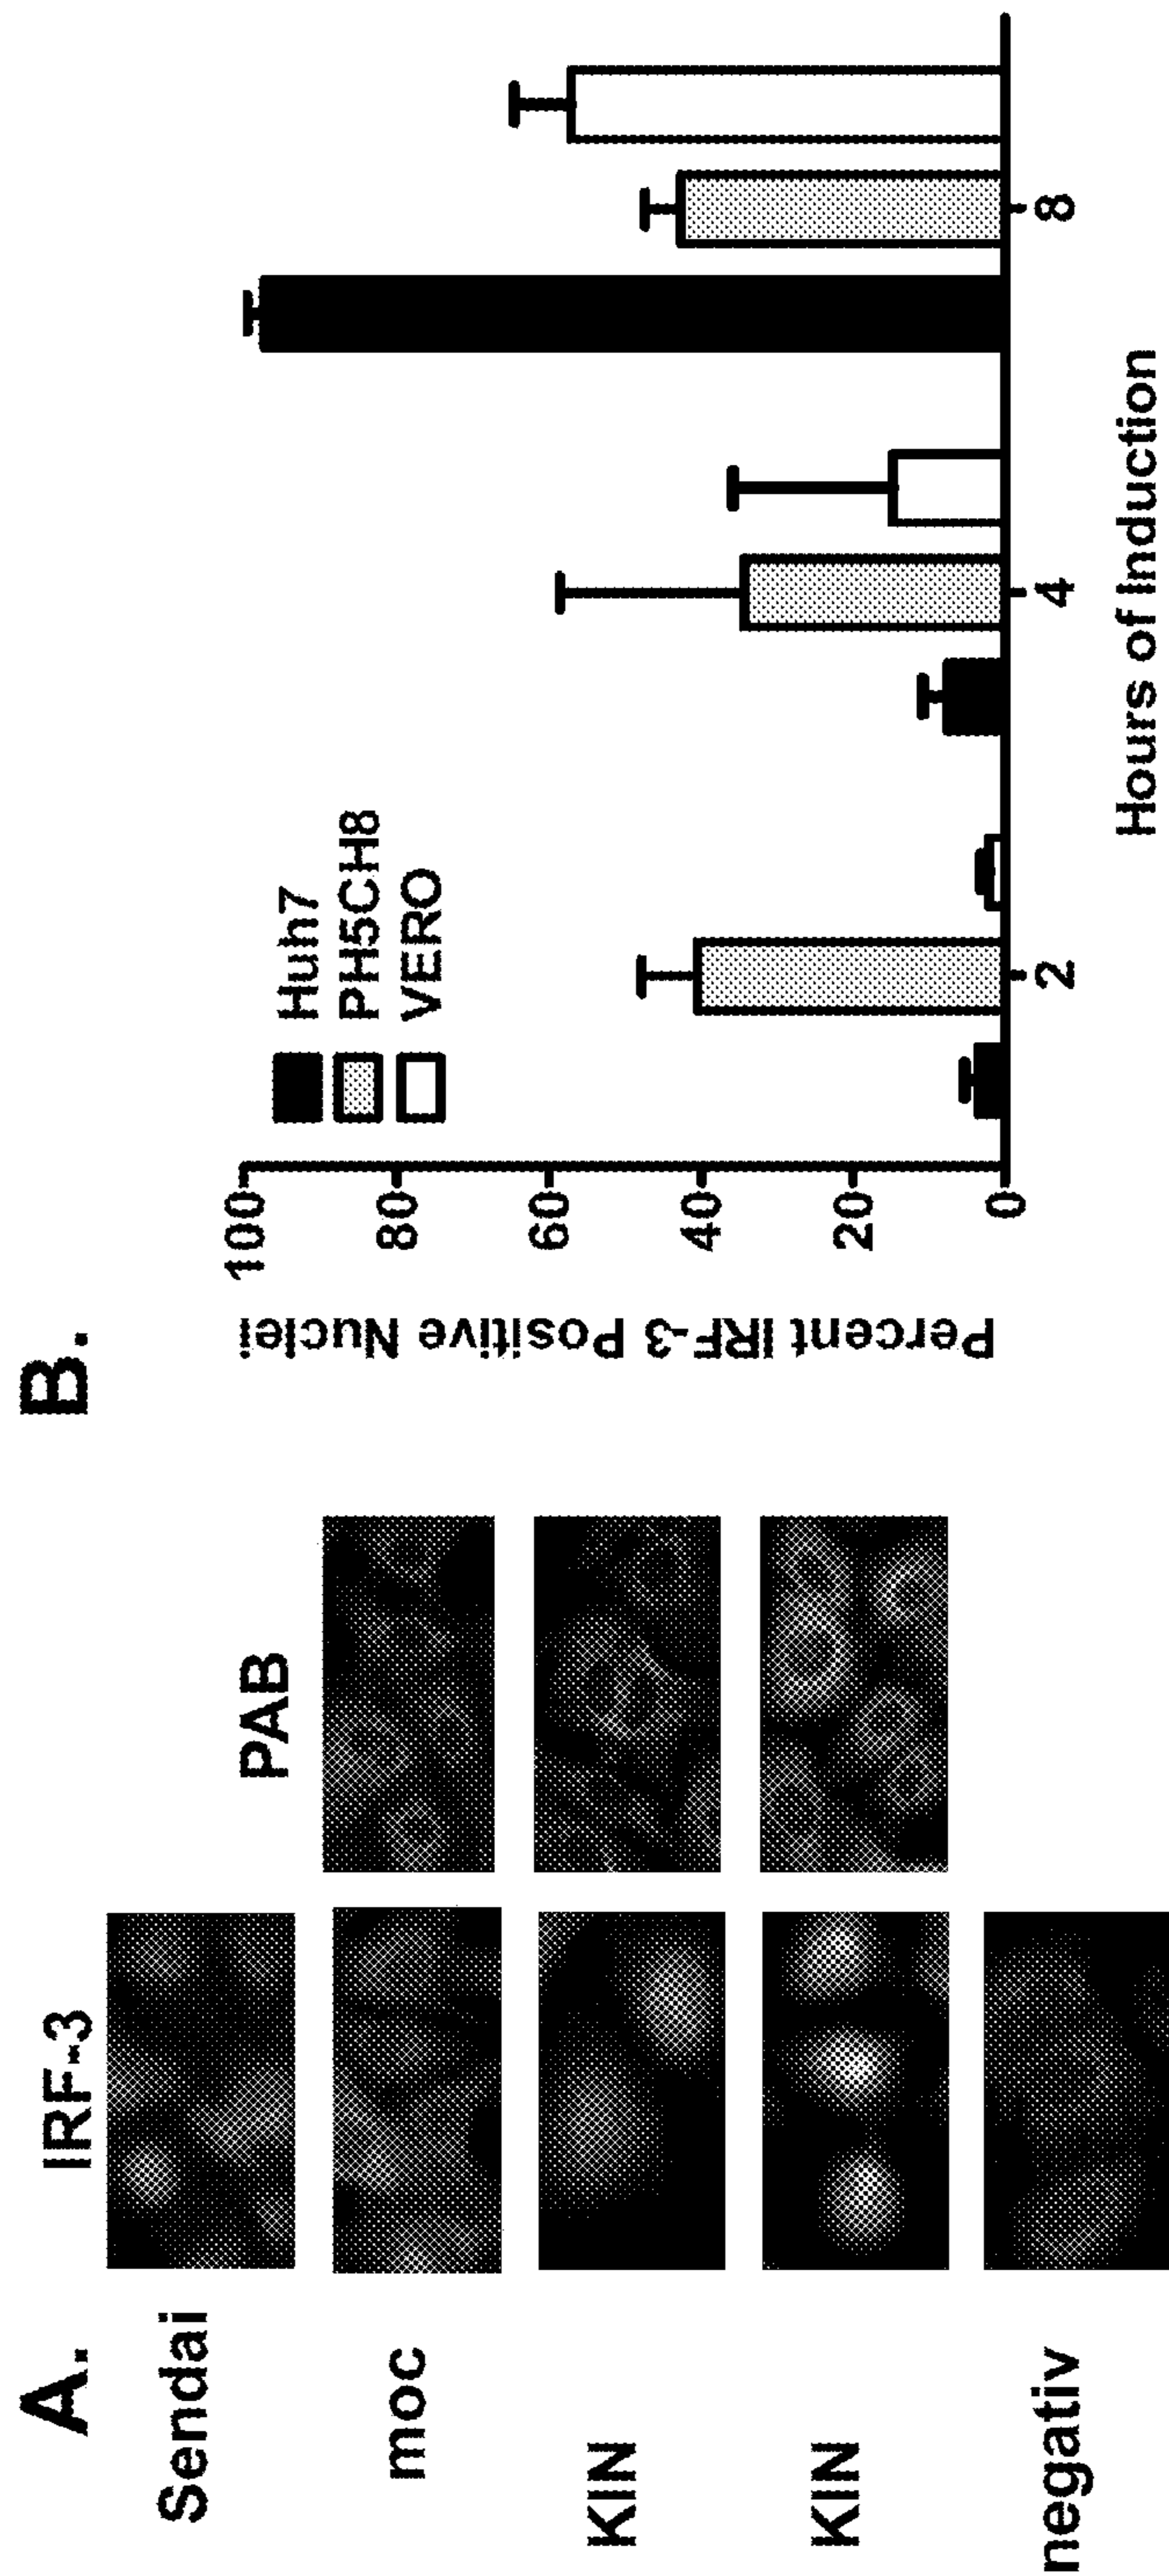 A.
IRF-3
PAB
Sendai
moc
KIN
KIN
negativ
B.
Percent IRF-3 Positive Nuclei
100
80
60
40
20
0
Huh7
PH5CH8
VERO
2
4
8
Hours of Induction